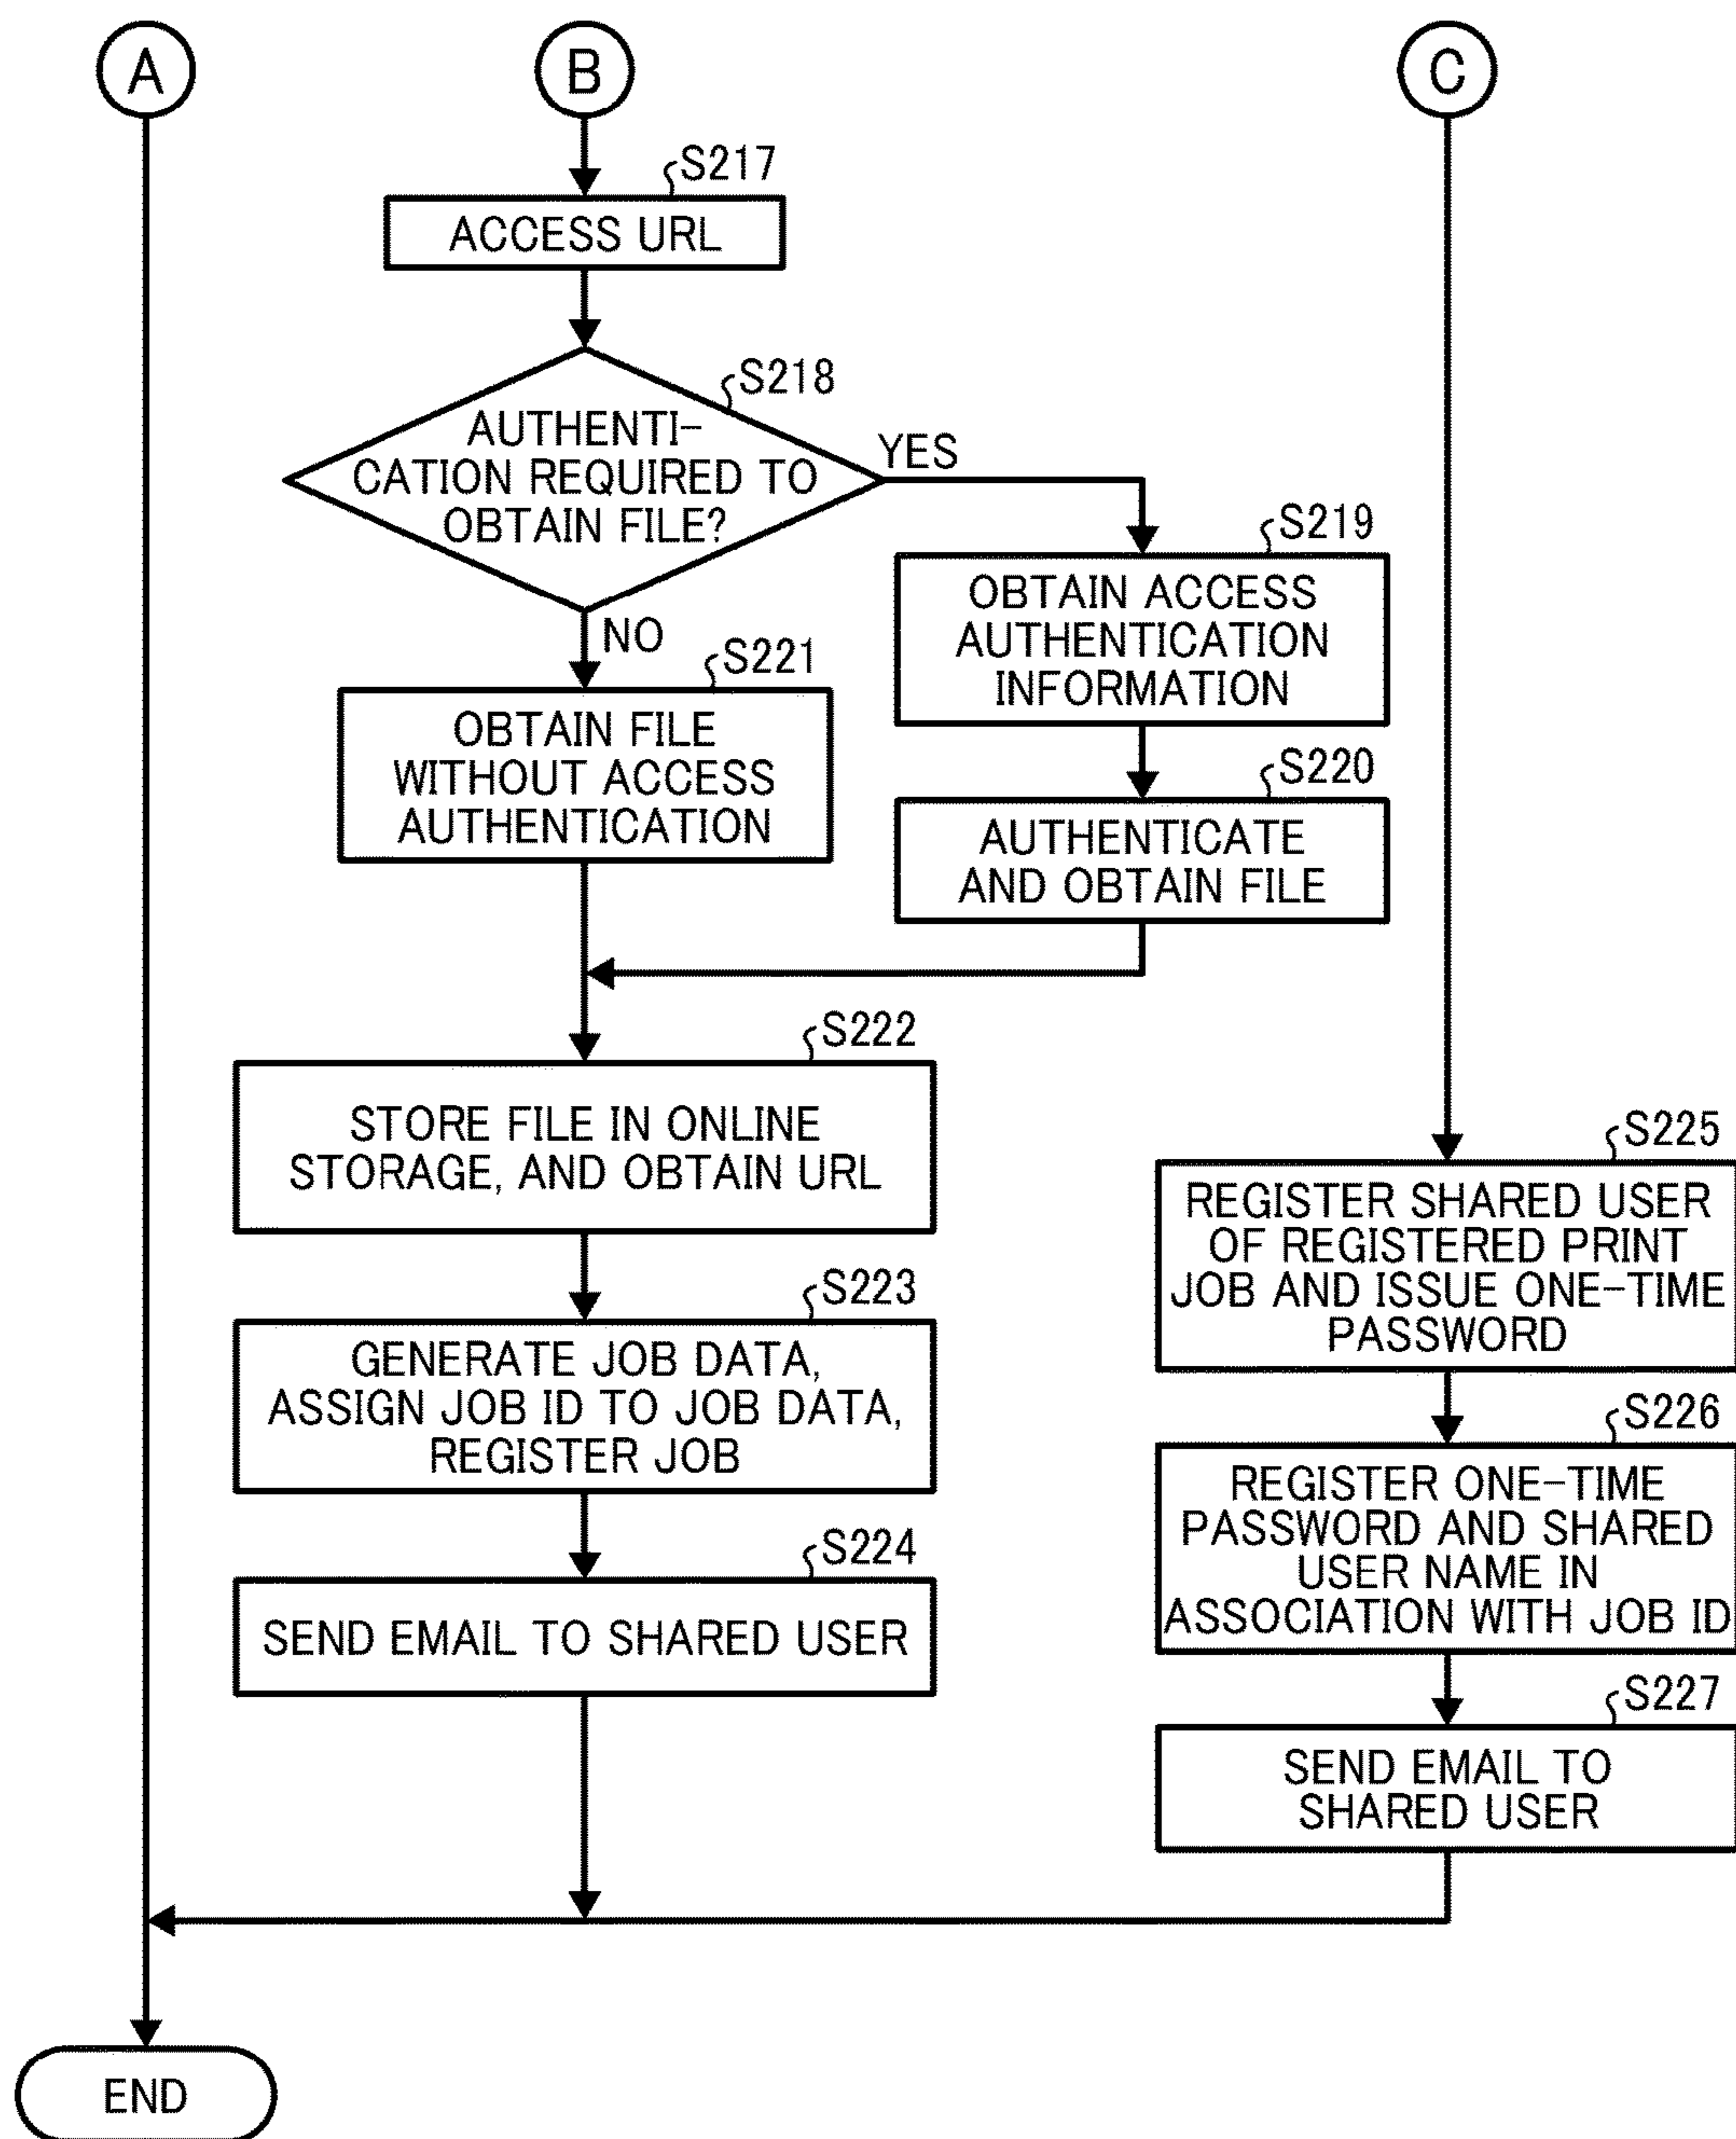 A
B
C
S217
ACCESS URL
S218
AUTHENTI-
CATION REQUIRED TO
OBTAIN FILE?
YES
NO
S219
OBTAIN ACCESS
AUTHENTICATION
INFORMATION
S221
OBTAIN FILE
WITHOUT ACCESS
AUTHENTICATION
S220
AUTHENTICATE
AND OBTAIN FILE
S222
STORE FILE IN ONLINE
STORAGE, AND OBTAIN URL
S223
GENERATE JOB DATA,
ASSIGN JOB ID TO JOB DATA,
REGISTER JOB
S224
SEND EMAIL TO SHARED USER
S225
REGISTER SHARED USER
OF REGISTERED PRINT
JOB AND ISSUE ONE-TIME
PASSWORD
S226
REGISTER ONE-TIME
PASSWORD AND SHARED
USER NAME IN
ASSOCIATION WITH JOB ID
S227
SEND EMAIL TO
SHARED USER
END